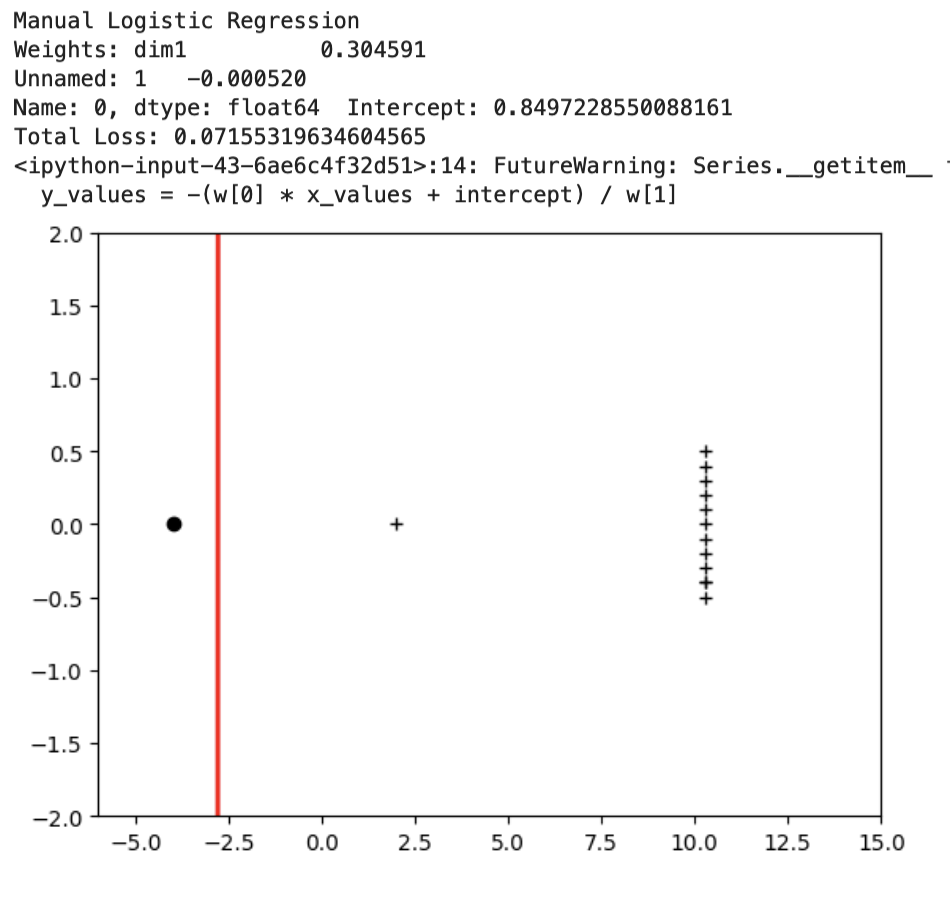 Manual Logistic Regression
Weights: dim1          0.304591
Unnamed: 1   -0.000520
Name: 0, dtype: float64  Intercept: 0.8497228550088161
Total Loss: 0.07155319634604565
<ipython-input-43-6ae6c4f32d51>:14: FutureWarning: Series.__getitem__
  y_values = -(w[0] * x_values + intercept) / w[1]
2.0
1.5
1.0
0.5
0.0
−0.5
−1.0
−1.5
−2.0
−5.0 −2.5 0.0 2.5 5.0 7.5 10.0 12.5 15.0